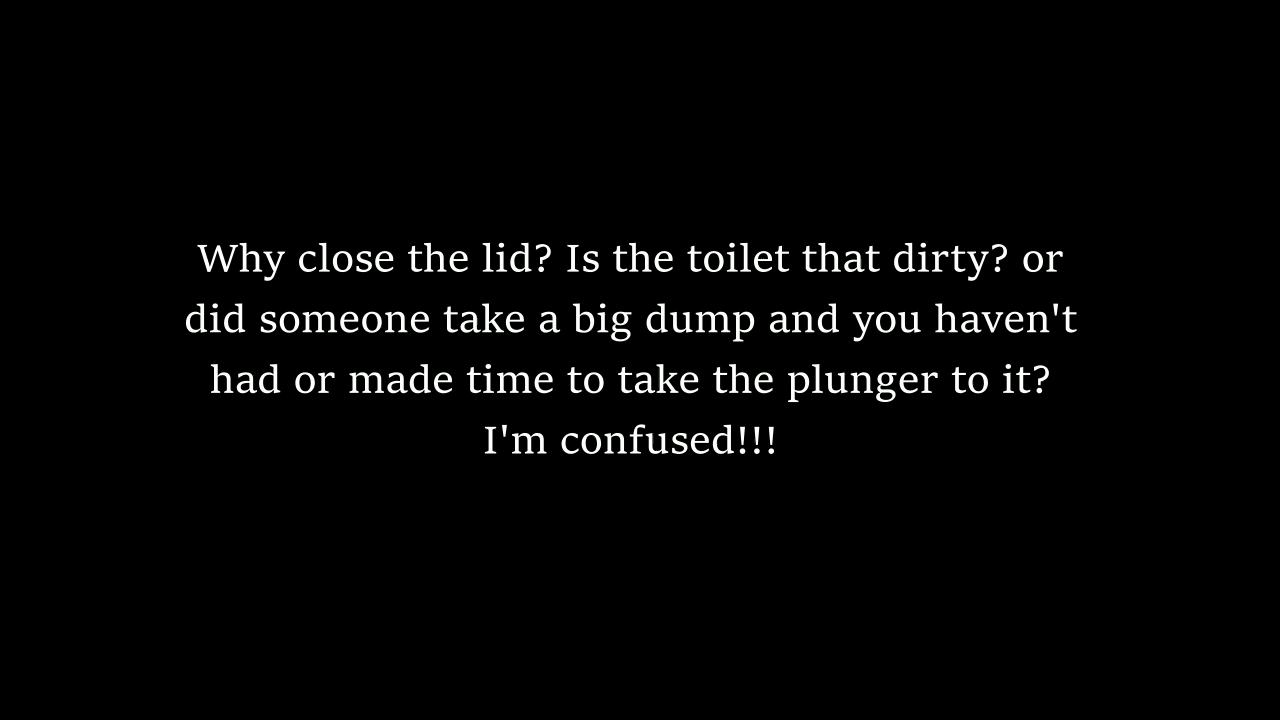 Why close the lid? Is the toilet that dirty? or
did someone take a big dump and you haven't
had or made time to take the plunger to it?
I'm confused!!!